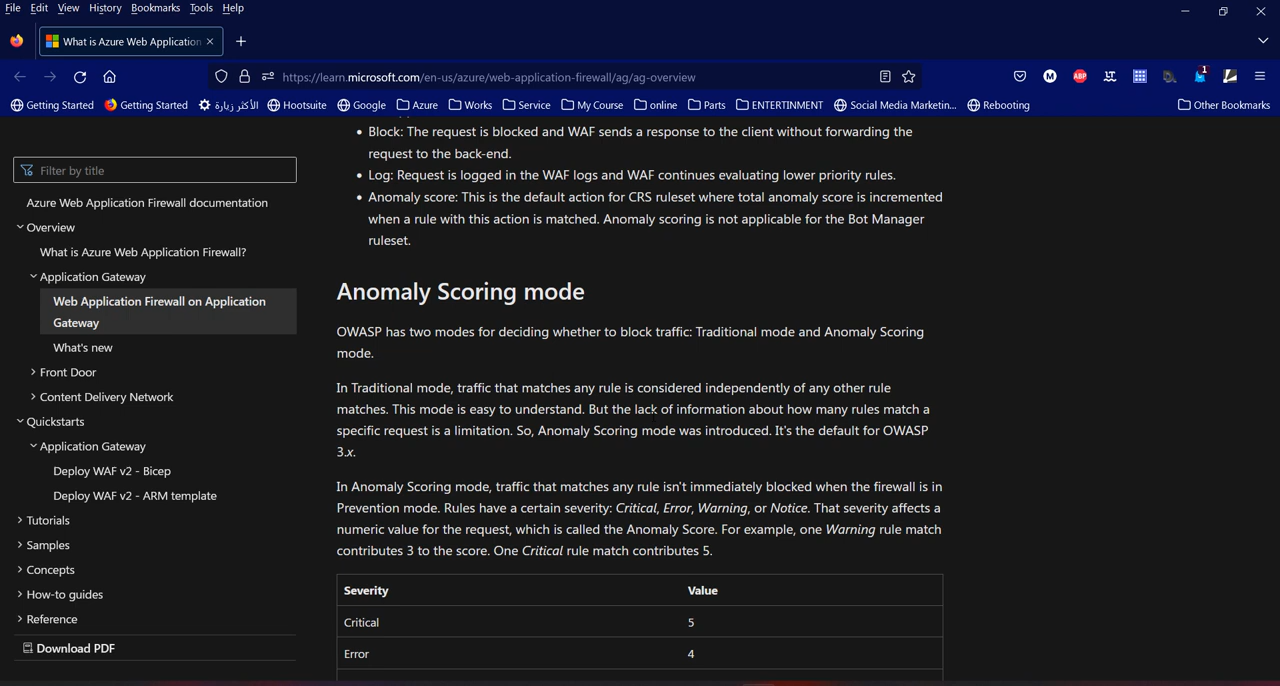 File Edit View History Bookmarks Tools Help
What is Azure Web Application
https://learn.microsoft.com/en-us/azure/web-application-firewall/ag/ag-overview
M ABP 1
Getting Started Getting Started الأكثر زيارة Hootsuite Google Azure Works Service My Course online Parts ENTERTINMENT Social Media Marketin... Rebooting Other Bookmarks
Filter by title
Azure Web Application Firewall documentation
Overview
What is Azure Web Application Firewall?
Application Gateway
Web Application Firewall on Application
Gateway
What's new
Front Door
Content Delivery Network
Quickstarts
Application Gateway
Deploy WAF v2 - Bicep
Deploy WAF v2 - ARM template
Tutorials
Samples
Concepts
How-to guides
Reference
Download PDF
• Block: The request is blocked and WAF sends a response to the client without forwarding the
request to the back-end.
• Log: Request is logged in the WAF logs and WAF continues evaluating lower priority rules.
• Anomaly score: This is the default action for CRS ruleset where total anomaly score is incremented
when a rule with this action is matched. Anomaly scoring is not applicable for the Bot Manager
ruleset.
Anomaly Scoring mode
OWASP has two modes for deciding whether to block traffic: Traditional mode and Anomaly Scoring
mode.
In Traditional mode, traffic that matches any rule is considered independently of any other rule
matches. This mode is easy to understand. But the lack of information about how many rules match a
specific request is a limitation. So, Anomaly Scoring mode was introduced. It's the default for OWASP
3.x.
In Anomaly Scoring mode, traffic that matches any rule isn't immediately blocked when the firewall is in
Prevention mode. Rules have a certain severity: Critical, Error, Warning, or Notice. That severity affects a
numeric value for the request, which is called the Anomaly Score. For example, one Warning rule match
contributes 3 to the score. One Critical rule match contributes 5.
Severity Value
Critical 5
Error 4